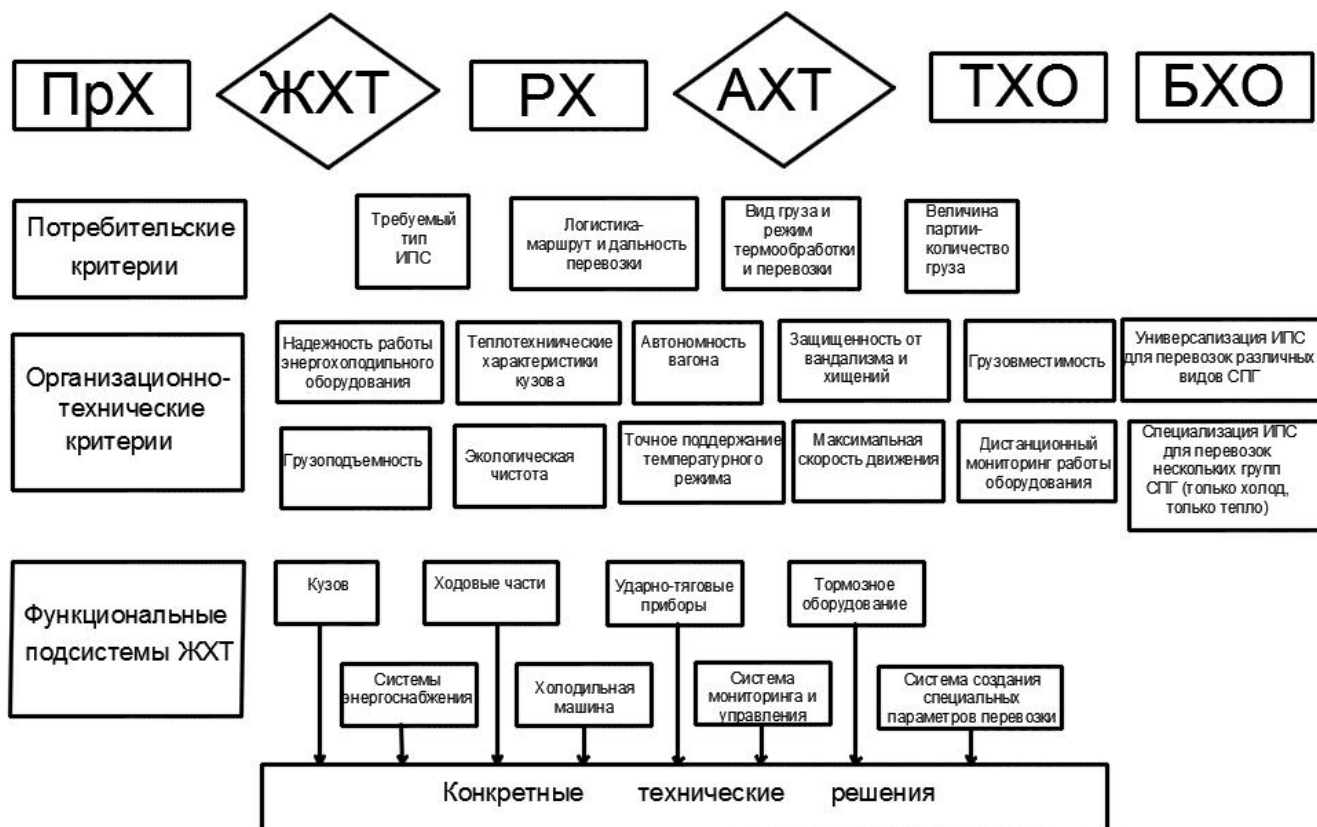 ПрХ
ЖХТ
РХ
АХТ
ТХО
БХО
Потребительские
критерии
Требуемый
тип
ИПС
Логистика-
маршрут и дальность
перевозки
Вид груза и
режим
термообработки
и перевозки
Величина
партии-
количество
груза
Организационно-
технические
критерии
Надежность работы
энергохолодильного
оборудования
Теплотехниические
характеристики
кузова
Автономность
вагона
Защищенность от
вандализма и
хищений
Грузовместимость
Универсализация ИПС
для перевозок различных
видов СПГ
Грузоподъемность
Экологическая
чистота
Точное поддержание
температурного
режима
Максимальная
скорость движения
Дистанционный
мониторинг работы
оборудования
Специализация ИПС
для перевозок
нескольких групп
СПГ (только холод,
только тепло)
Функциональные
подсистемы ЖХТ
Кузов
Ходовые части
Ударно-тяговые
приборы
Тормозное
оборудование
Системы
энергоснабжения
Холодильная
машина
Система
мониторинга и
управления
Система создания
специальных
параметров перевозки
Конкретные технические решения